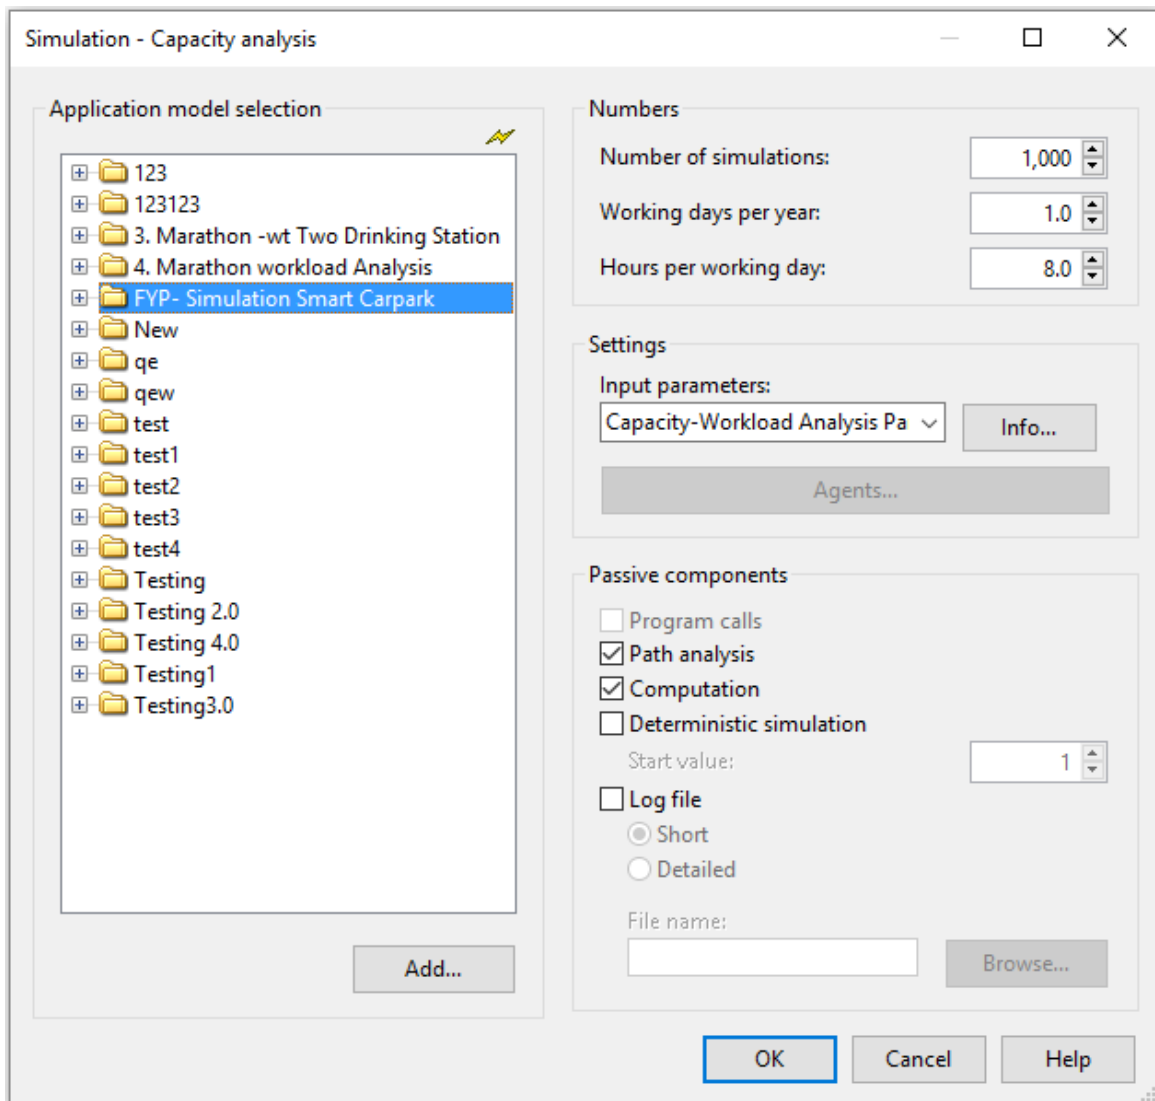 Simulation - Capacity analysis
Application model selection
123
123123
3. Marathon -wt Two Drinking Station
4. Marathon workload Analysis
FYP- Simulation Smart Carpark
New
qe
qew
test
test1
test2
test3
test4
Testing
Testing 2.0
Testing 4.0
Testing1
Testing3.0
Add...
Numbers
Number of simulations: 1,000
Working days per year: 1.0
Hours per working day: 8.0
Settings
Input parameters:
Capacity-Workload Analysis Pa
Info...
Agents...
Passive components
Program calls
Path analysis
Computation
Deterministic simulation
Start value: 1
Log file
Short
Detailed
File name:
Browse...
OK Cancel Help